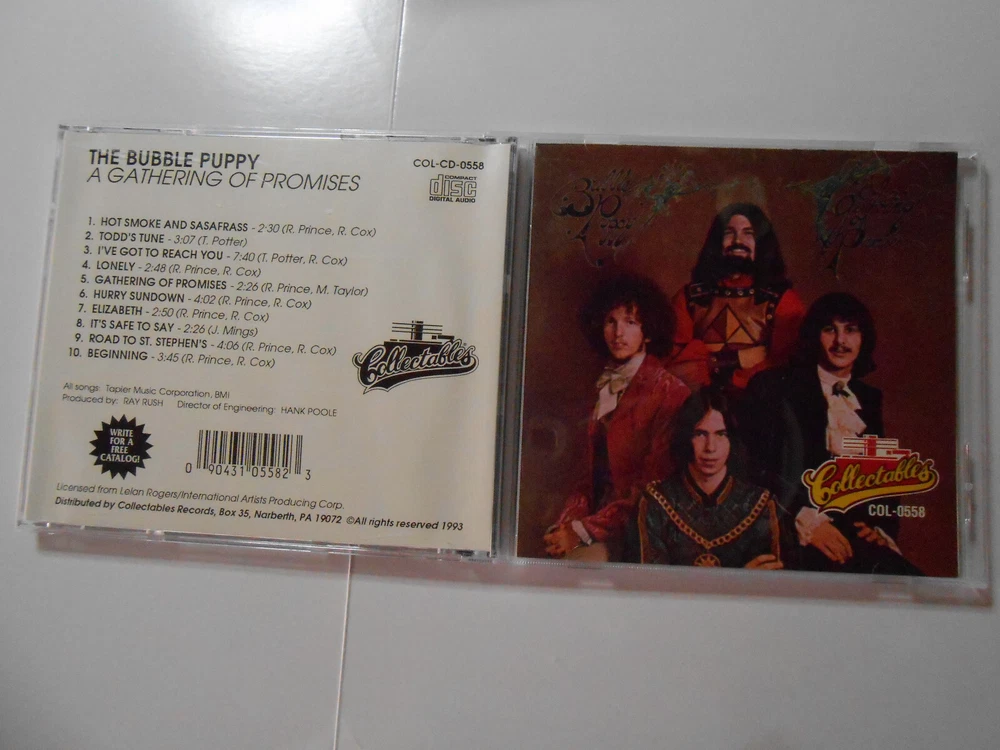 THE BUBBLE PUPPY
A GATHERING OF PROMISES
COL-CD-0558
COMPACT
disc
DIGITAL AUDIO
1. HOT SMOKE AND SASAFRASS - 2:30 (R. Prince, R. Cox)
2. TODD'S TUNE - 3:07 (T. Potter)
3. I'VE GOT TO REACH YOU - 7:40 (T. Potter, R. Cox)
4. LONELY - 2:48 (R. Prince, R. Cox)
5. GATHERING OF PROMISES - 2:26 (R. Prince, M. Taylor)
6. HURRY SUNDOWN - 4:02 (R. Prince, R. Cox)
7. ELIZABETH - 2:50 (R. Prince, R. Cox)
8. IT'S SAFE TO SAY - 2:26 (J. Mings)
9. ROAD TO ST. STEPHEN'S - 4:06 (R. Prince, R. Cox)
10. BEGINNING - 3:45 (R. Prince, R. Cox)
Collectables
All songs: Tapier Music Corporation, BMI
Produced by: RAY RUSH Director of Engineering: HANK POOLE
WRITE
FOR A
FREE
CATALOG!
0 90431 05582 3
Licensed from Lelan Rogers/International Artists Producing Corp.
Distributed by Collectables Records, Box 35, Narberth, PA 19072 ©All rights reserved 1993
Collectables
COL-0558